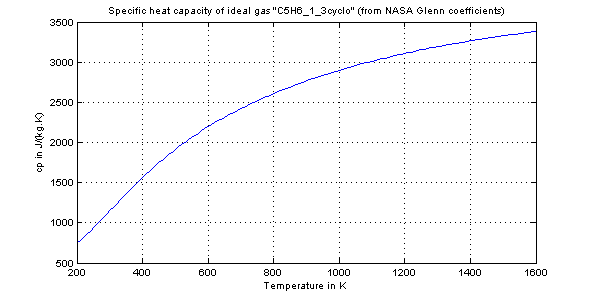 Specific heat capacity of ideal gas "C5H6_1_3cyclo" (from NASA Glenn coefficients)
3500
3000
2500
2000
1500
1000
500
cp in J/(kg.K)
200 400 600 800 1000 1200 1400 1600
Temperature in K